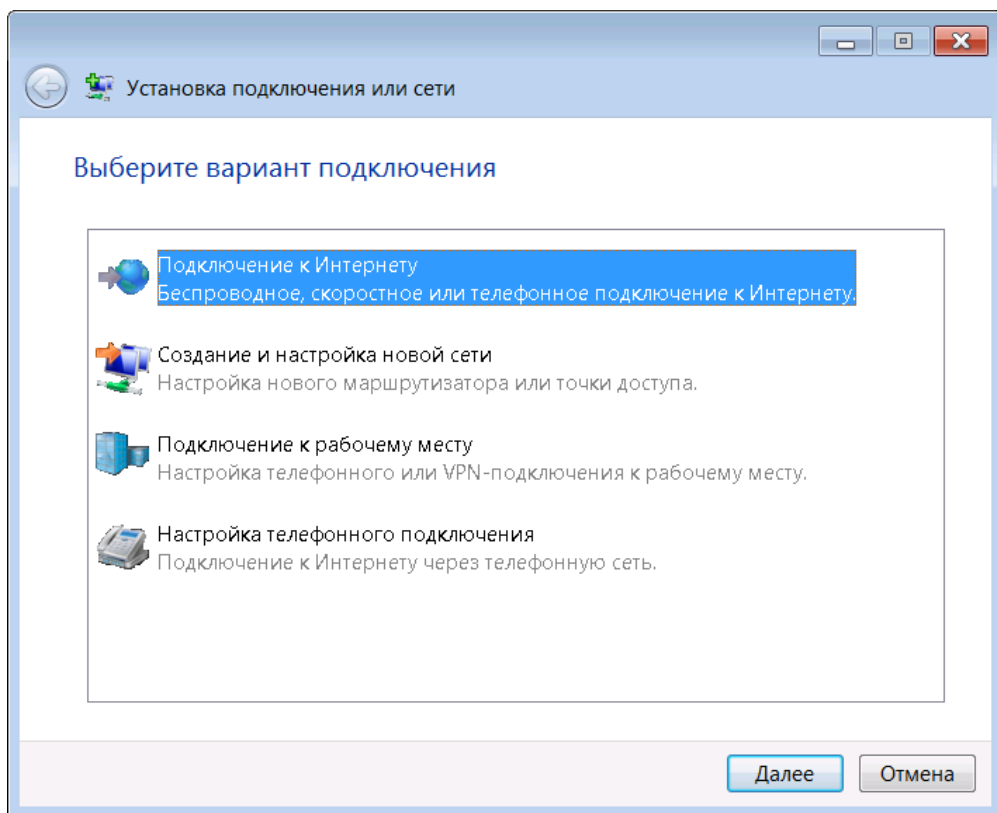 Установка подключения или сети
Выберите вариант подключения
Подключение к Интернету
Беспроводное, скоростное или телефонное подключение к Интернету.
Создание и настройка новой сети
Настройка нового маршрутизатора или точки доступа.
Подключение к рабочему месту
Настройка телефонного или VPN-подключения к рабочему месту.
Настройка телефонного подключения
Подключение к Интернету через телефонную сеть.
Далее Отмена